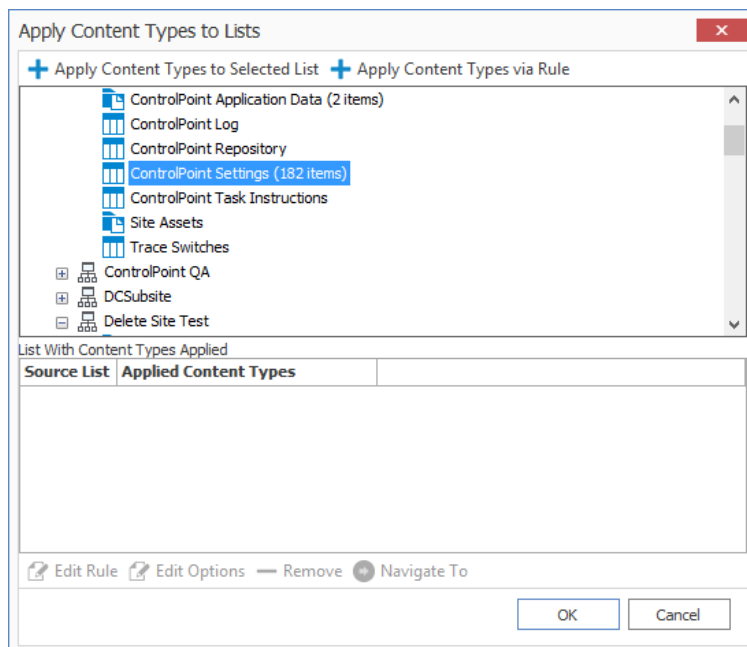 Apply Content Types to Lists
Apply Content Types to Selected List Apply Content Types via Rule
ControlPoint Application Data (2 items)
ControlPoint Log
ControlPoint Repository
ControlPoint Settings (182 items)
ControlPoint Task Instructions
Site Assets
Trace Switches
ControlPoint QA
DCSubsite
Delete Site Test
List With Content Types Applied
Source List Applied Content Types
Edit Rule Edit Options Remove Navigate To
OK Cancel